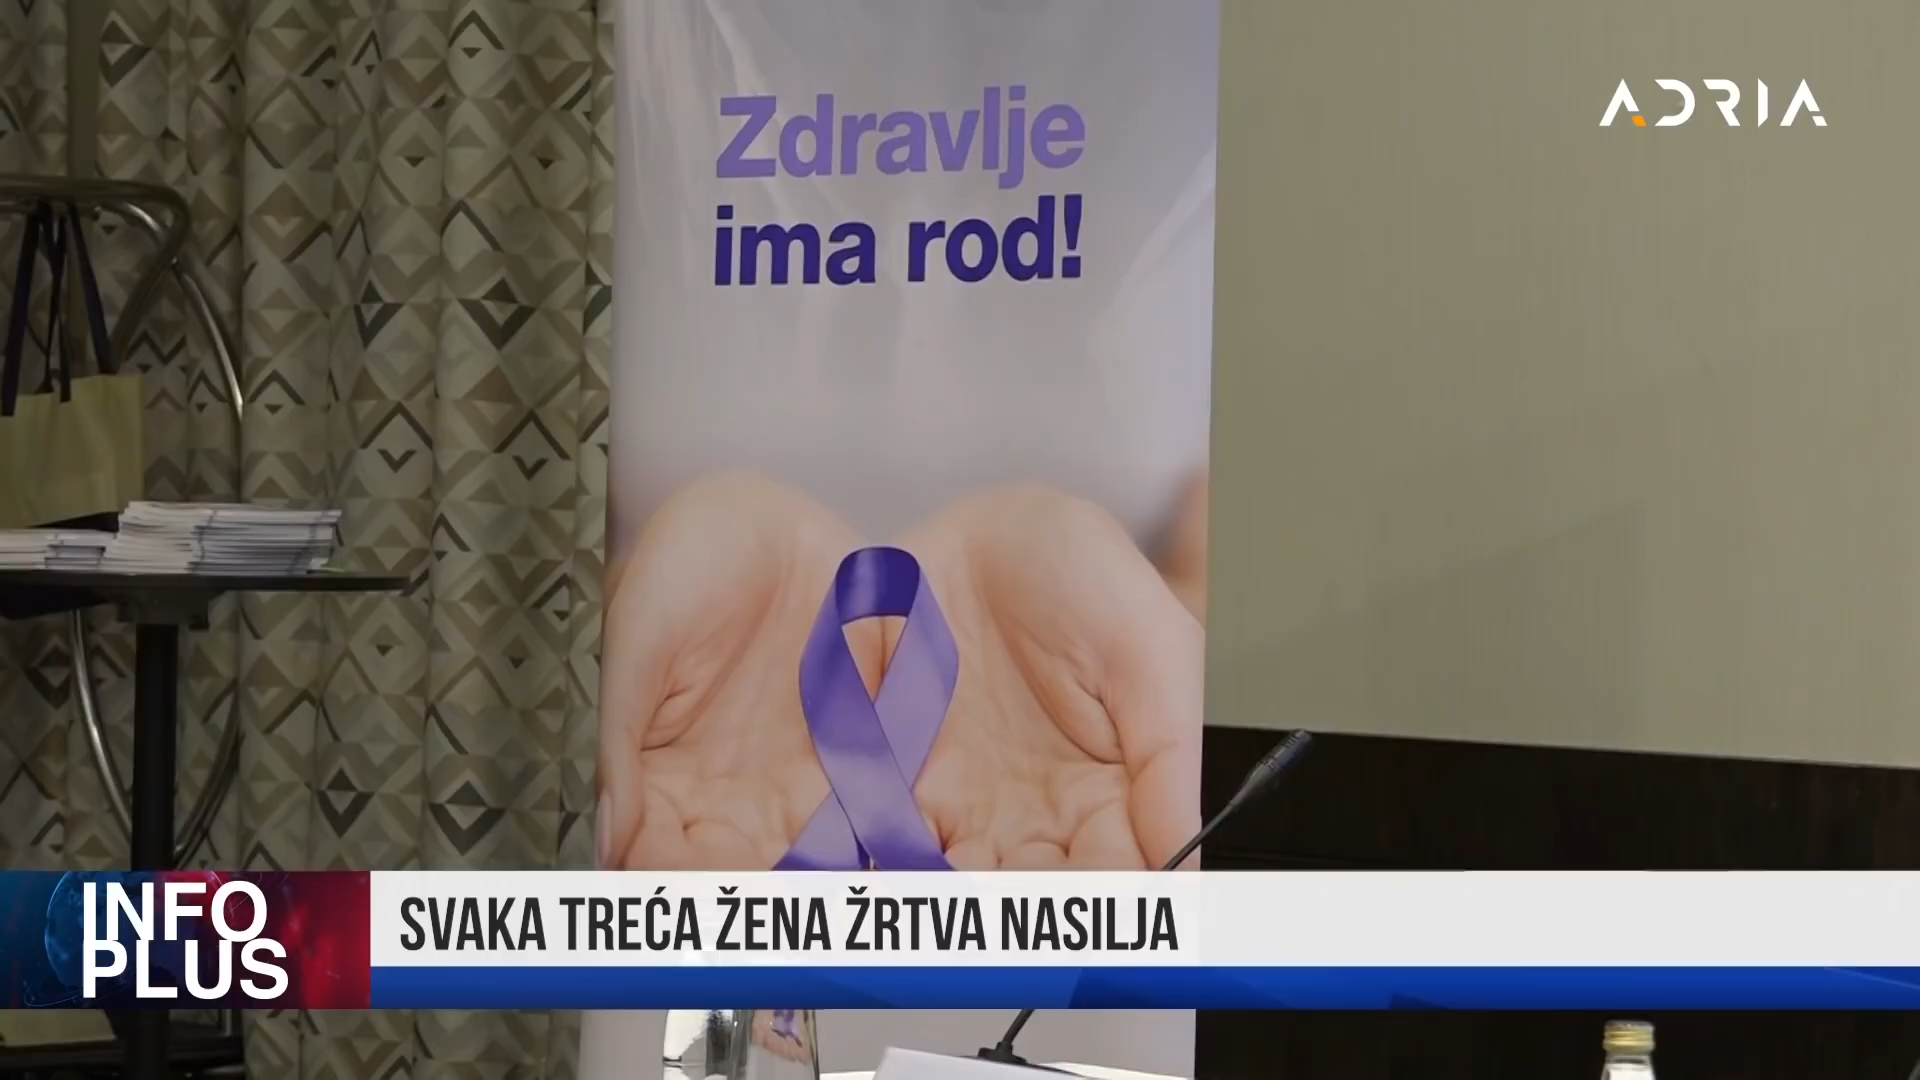 ADRIA
Zdravlje
ima rod!
INFO
PLUS
SVAKA TREĆA ŽENA ŽRTVA NASILJA